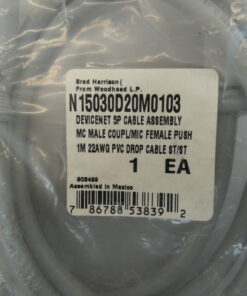 Brad Harrison(
From Woodhead L.P.
N15030D20M0103
DEVICENET 5P CABLE ASSEMBLY
MC MALE COUPL/MIC FEMALE PUSH
1M 22AWG PVC DROP CABLE ST/ST
1 EA
903499
Assembled in Mexico
7 86788 53839 2